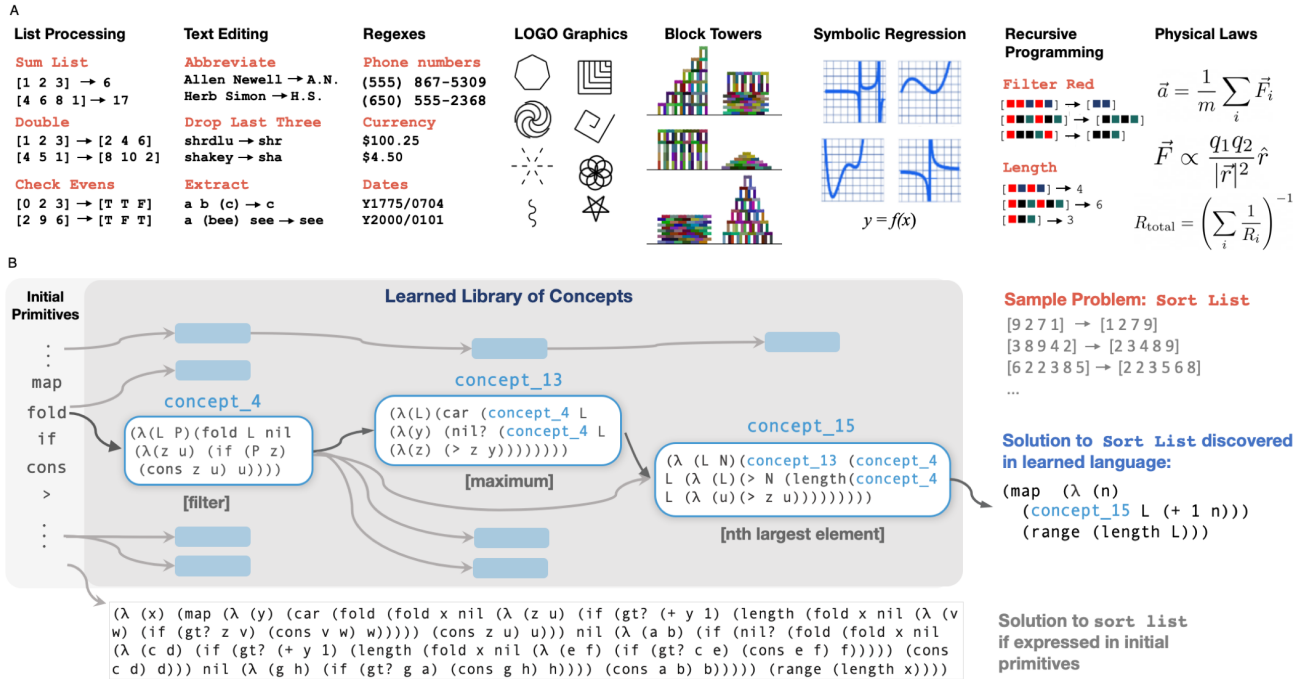 A
List Processing
Sum List
[1 2 3] → 6
[4 6 8 1] → 17
Double
[1 2 3] → [2 4 6]
[4 5 1] → [8 10 2]
Check Evens
[0 2 3] → [T T F]
[2 9 6] → [T F T]
Text Editing
Abbreviate
Allen Newell → A.N.
Herb Simon → H.S.
Drop Last Three
shrdlu → shr
shakey → sha
Extract
a b (c) → c
a (bee) see → see
Regexes
Phone numbers
(555) 867-5309
(650) 555-2368
Currency
$100.25
$4.50
Dates
Y1775/0704
Y2000/0101
LOGO Graphics
Block Towers
Symbolic Regression
y = f(x)
Recursive
Programming
Filter Red
[ ] → [ ]
[ ] → [ ]
[ ] → [ ]
Length
[ ] → 4
[ ] → 6
[ ] → 3
Physical Laws
a⃗ = 1/m ∑i F⃗i
F⃗ ∝ q1q2/|r⃗|2 r̂
Rtotal = (∑i 1/Ri)−1
B
Initial
Primitives
⋮
map
fold
if
cons
>
⋮
Learned Library of Concepts
concept_4
(λ(L P)(fold L nil
(λ(z u) (if (P z)
(cons z u) u))))
[filter]
concept_13
(λ(L)(car (concept_4 L
(λ(y) (nil? (concept_4 L
(λ(z) (> z y))))))))
[maximum]
concept_15
(λ (L N)(concept_13 (concept_4
L (λ (L)(> N (length(concept_4
L (λ (u)(> z u)))))))))
[nth largest element]
Sample Problem: Sort List
[9 2 7 1] → [1 2 7 9]
[3 8 9 4 2] → [2 3 4 8 9]
[6 2 2 3 8 5] → [2 2 3 5 6 8]
...
Solution to Sort List discovered
in learned language:
(map (λ (n)
(concept_15 L (+ 1 n)))
(range (length L)))
(λ (x) (map (λ (y) (car (fold (fold x nil (λ (z u) (if (gt? (+ y 1) (length (fold x nil (λ (v
w) (if (gt? z v) (cons v w) w))))) (cons z u) u))) nil (λ (a b) (if (nil? (fold (fold x nil
(λ (c d) (if (gt? (+ y 1) (length (fold x nil (λ (e f) (if (gt? c e) (cons e f) f))))) (cons
c d) d))) nil (λ (g h) (if (gt? g a) (cons g h) h)))) (cons a b) b))))) (range (length x))))
Solution to sort list
if expressed in initial
primitives